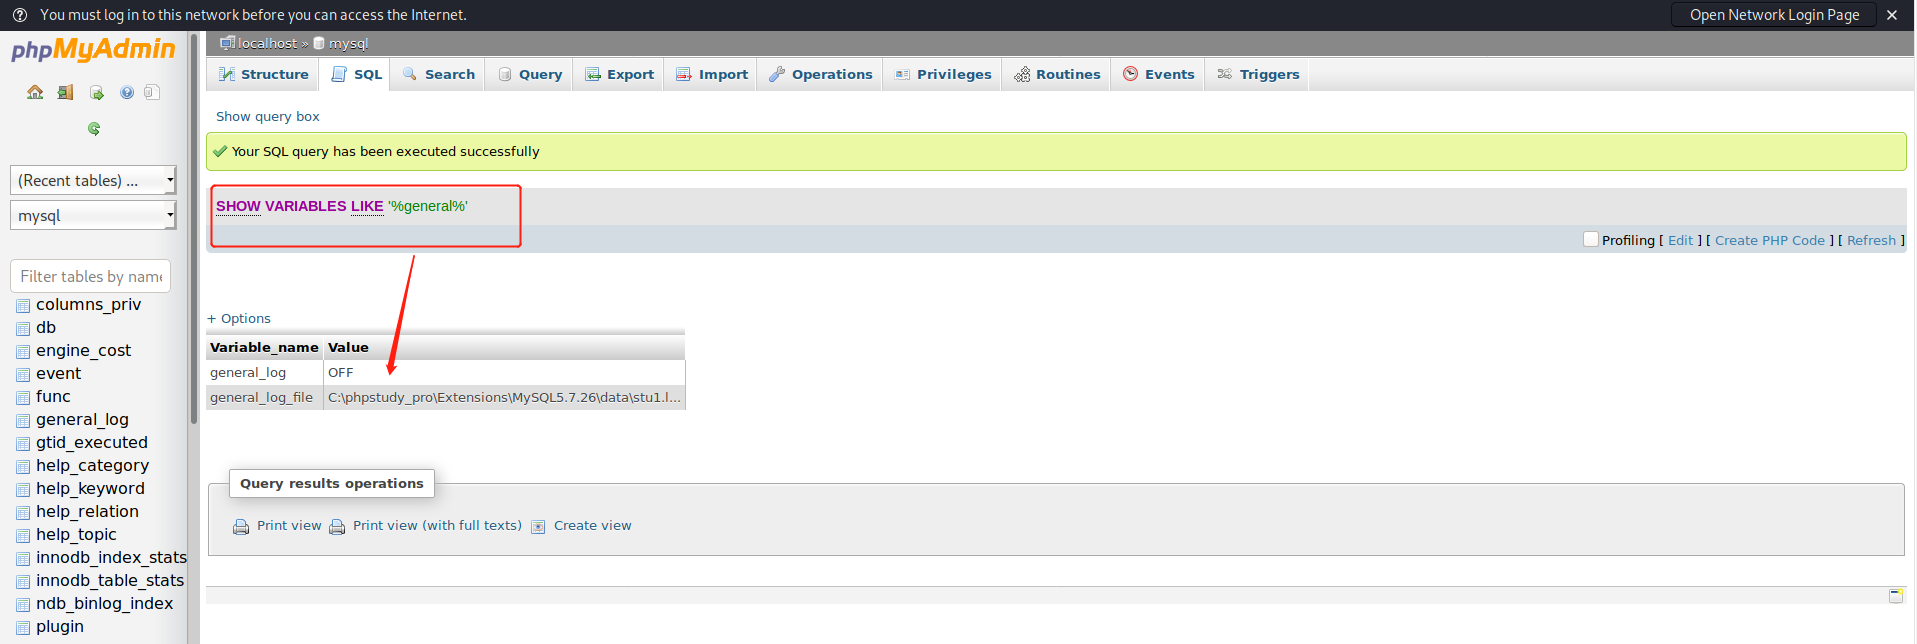 You must log in to this network before you can access the Internet.
Open Network Login Page
phpMyAdmin
(Recent tables) ...
mysql
Filter tables by name
columns_priv
db
engine_cost
event
func
general_log
gtid_executed
help_category
help_keyword
help_relation
help_topic
innodb_index_stats
innodb_table_stats
ndb_binlog_index
plugin
localhost » mysql
Structure SQL Search Query Export Import Operations Privileges Routines Events Triggers
Show query box
Your SQL query has been executed successfully
SHOW VARIABLES LIKE '%general%'
Profiling [ Edit ] [ Create PHP Code ] [ Refresh ]
+ Options
Variable_name Value
general_log OFF
general_log_file C:\phpstudy_pro\Extensions\MySQL5.7.26\data\stu1.l...
Query results operations
Print view Print view (with full texts) Create view